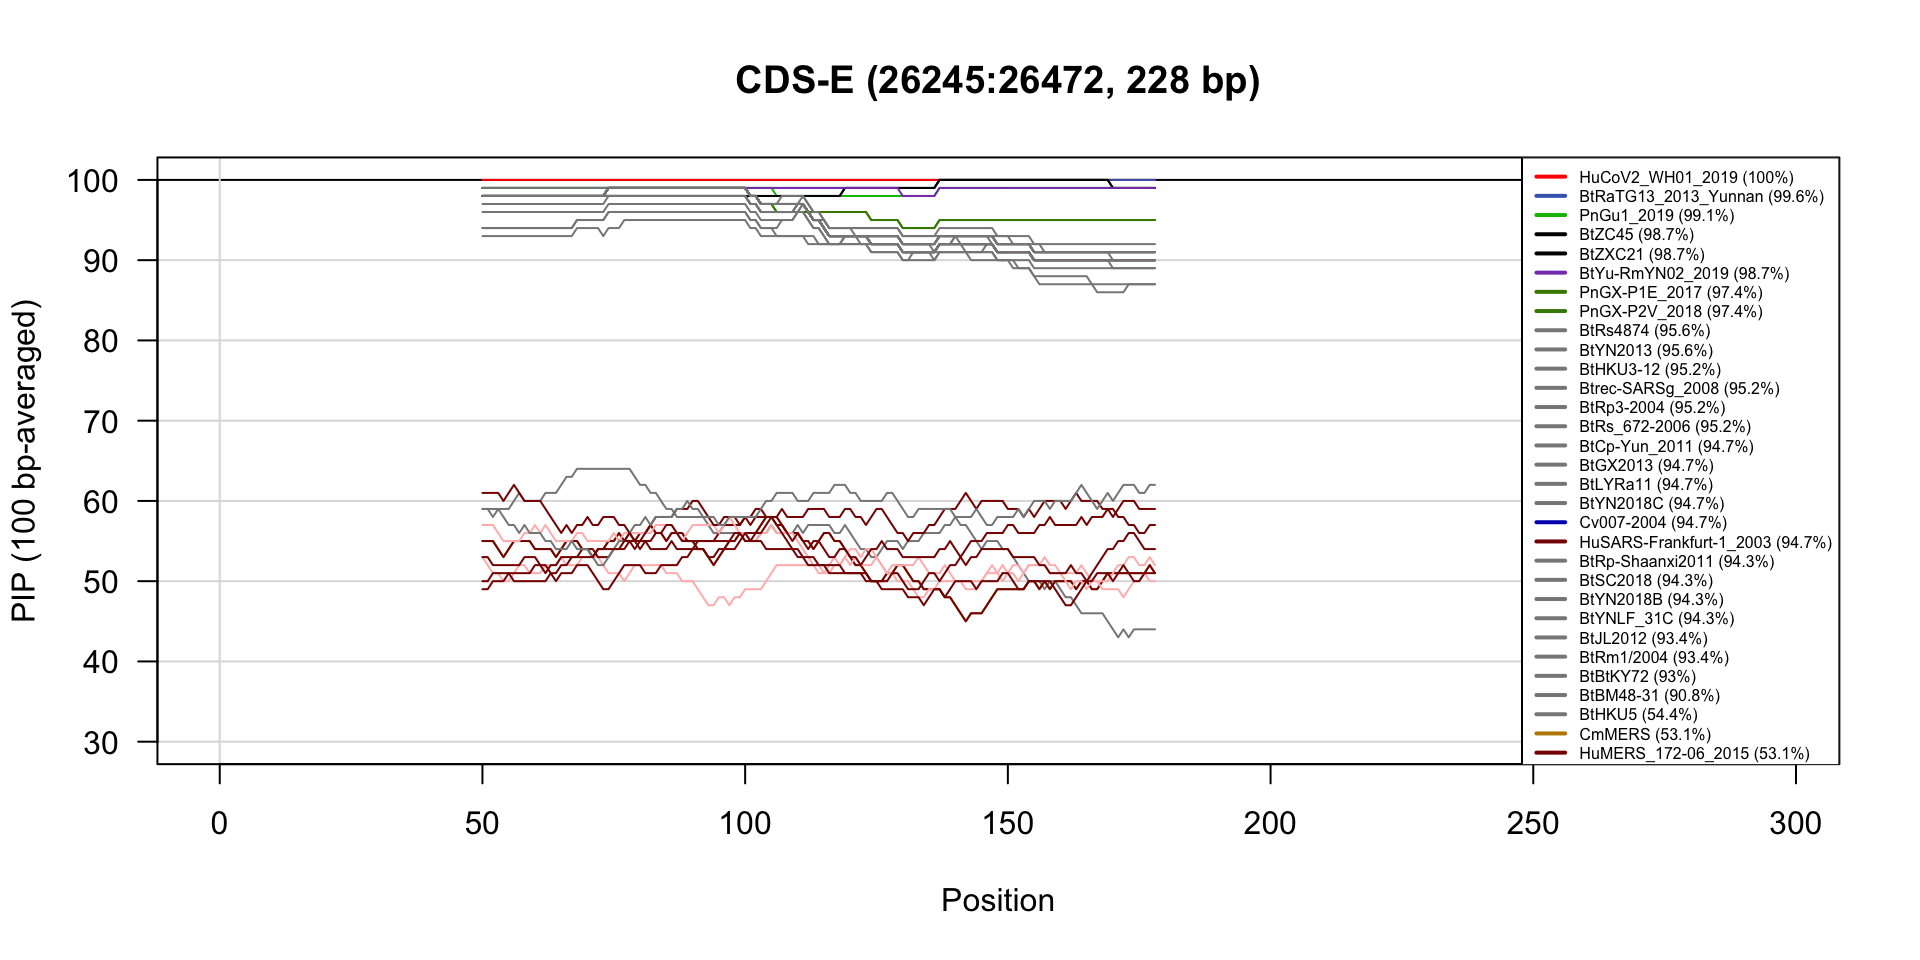 CDS-E (26245:26472, 228 bp)
PIP (100 bp-averaged)
100
90
80
70
60
50
40
30
0
50
100
150
200
250
300
Position
HuCoV2_WH01_2019 (100%)
BtRaTG13_2013_Yunnan (99.6%)
PnGu1_2019 (99.1%)
BtZC45 (98.7%)
BtZXC21 (98.7%)
BtYu-RmYN02_2019 (98.7%)
PnGX-P1E_2017 (97.4%)
PnGX-P2V_2018 (97.4%)
BtRs4874 (95.6%)
BtYN2013 (95.6%)
BtHKU3-12 (95.2%)
Btrec-SARSg_2008 (95.2%)
BtRp3-2004 (95.2%)
BtRs_672-2006 (95.2%)
BtCp-Yun_2011 (94.7%)
BtGX2013 (94.7%)
BtLYRa11 (94.7%)
BtYN2018C (94.7%)
Cv007-2004 (94.7%)
HuSARS-Frankfurt-1_2003 (94.7%)
BtRp-Shaanxi2011 (94.3%)
BtSC2018 (94.3%)
BtYN2018B (94.3%)
BtYNLF_31C (94.3%)
BtJL2012 (93.4%)
BtRm1/2004 (93.4%)
BtBtKY72 (93%)
BtBM48-31 (90.8%)
BtHKU5 (54.4%)
CmMERS (53.1%)
HuMERS_172-06_2015 (53.1%)